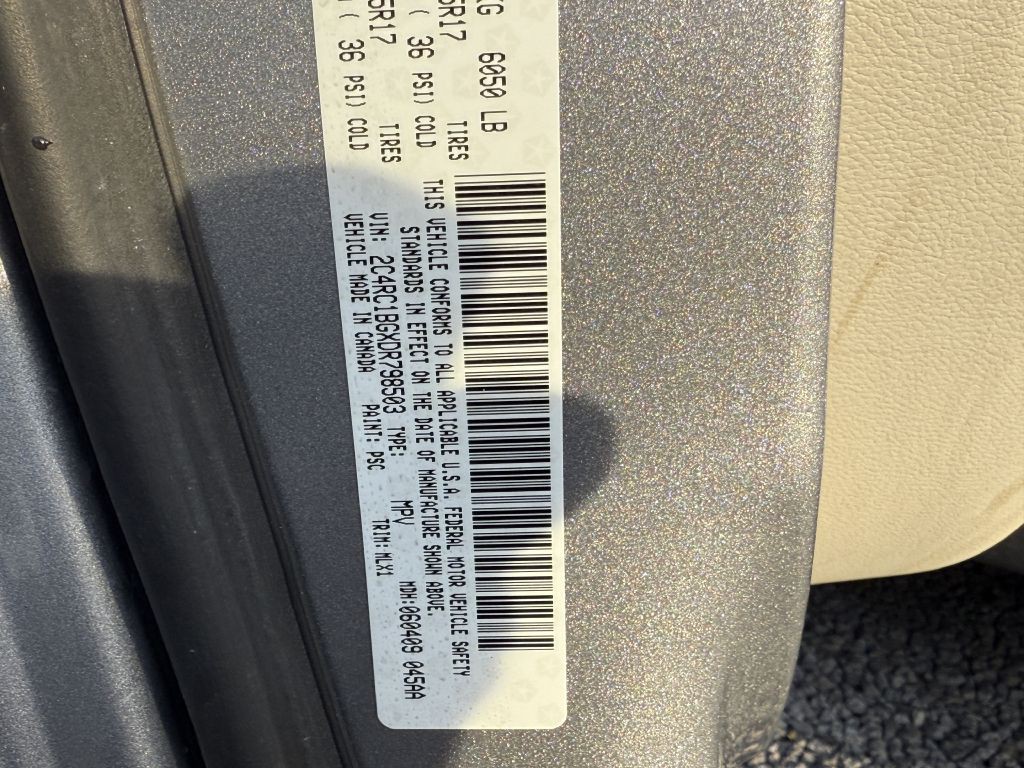 KG 6050 LB
5R17 TIRES
( 36 PSI) COLD
5R17 TIRES
( 36 PSI) COLD
THIS VEHICLE CONFORMS TO ALL APPLICABLE U.S.A. FEDERAL MOTOR VEHICLE SAFETY
STANDARDS IN EFFECT ON THE DATE OF MANUFACTURE SHOWN ABOVE.
VIN: 2C4RC1BGXDR798503 TYPE: MPV MDH:060409 045AA
VEHICLE MADE IN CANADA PAINT: PSC TRIM:MLX1